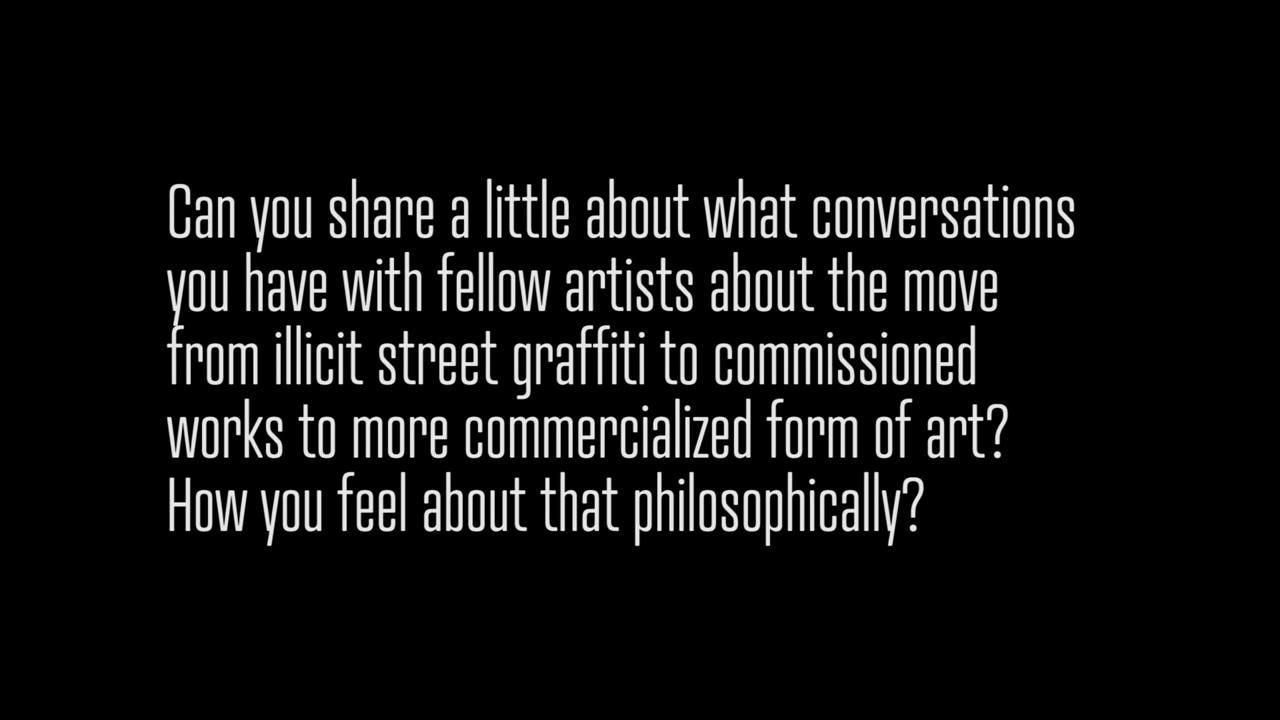 Can you share a little about what conversations
you have with fellow artists about the move
from illicit street graffiti to commissioned
works to more commercialized form of art?
How you feel about that philosophically?